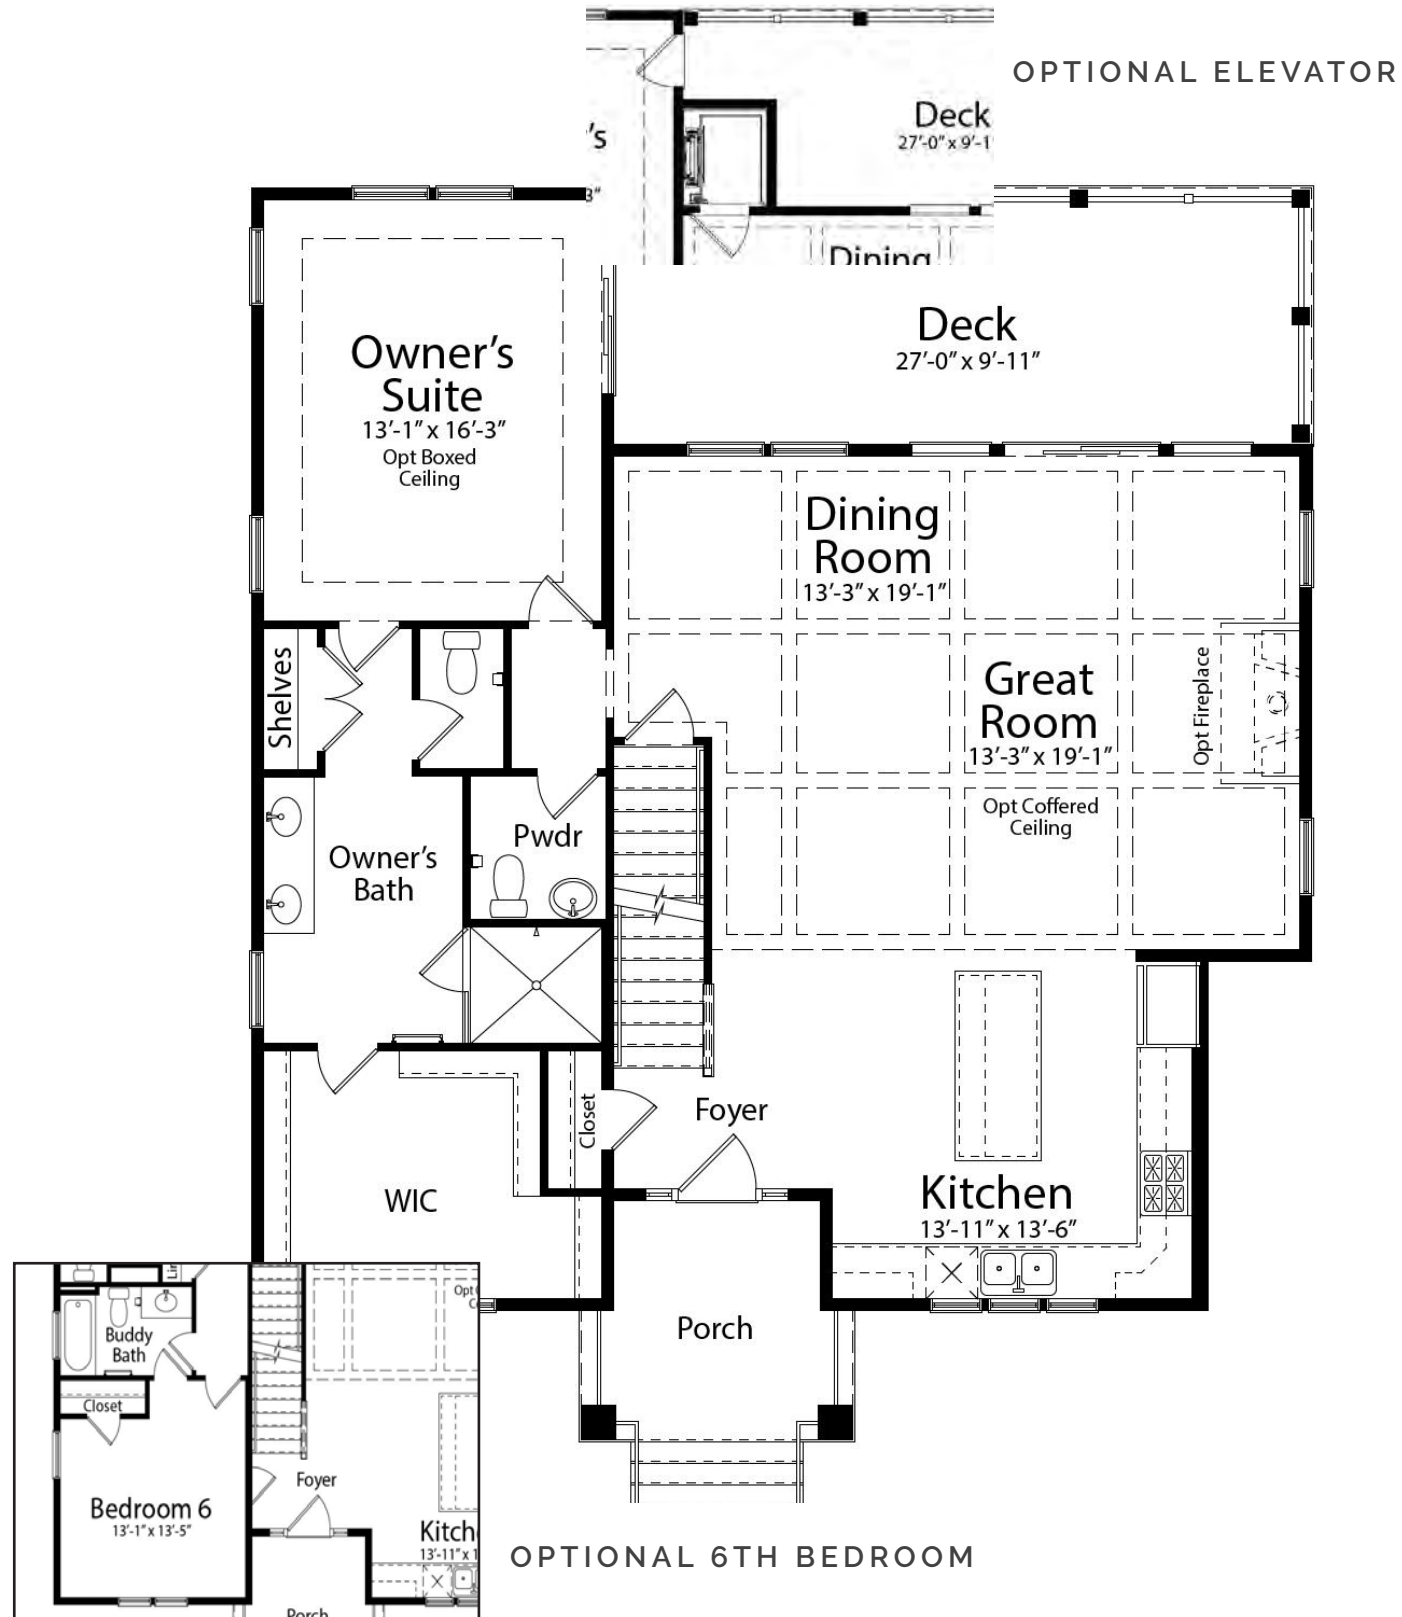 OPTIONAL ELEVATOR
Deck
27'-0" x 9'-1
's
3"
Dining
Owner's
Suite
13'-1" x 16'-3"
Opt Boxed
Ceiling
Deck
27'-0" x 9'-11"
Dining
Room
13'-3" x 19'-1"
Shelves
Great
Room
13'-3" x 19'-1"
Opt Fireplace
Opt Coffered
Ceiling
Pwdr
Owner's
Bath
Closet
Foyer
WIC
Kitchen
13'-11" x 13'-6"
Porch
Lin
Opt
Buddy
Bath
Closet
Foyer
Bedroom 6
13'-1" x 13'-5"
Kitch
13'-11" x 1
Porch
OPTIONAL 6TH BEDROOM